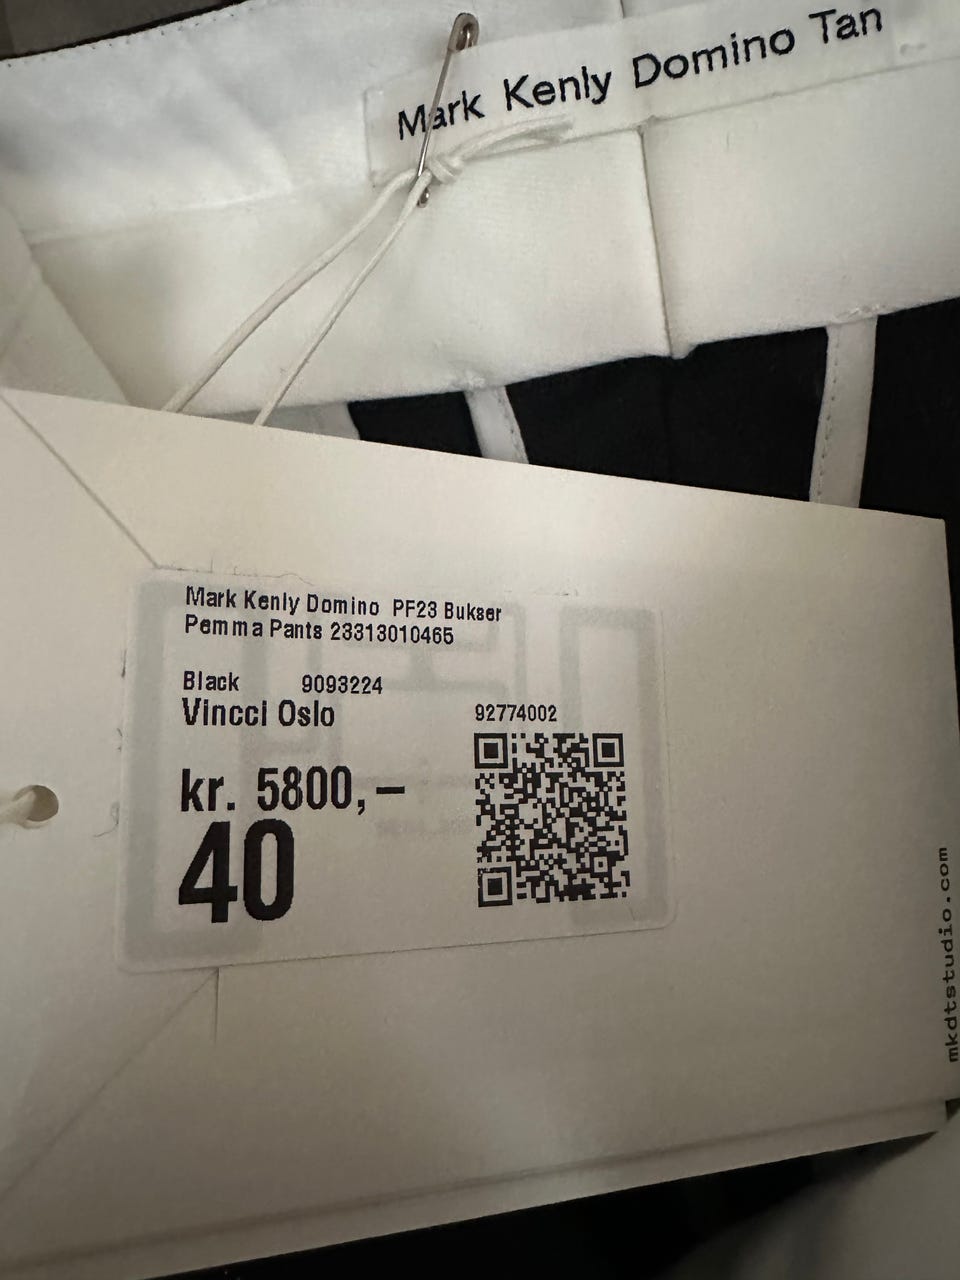 Mark Kenly Domino Tan
Mark Kenly Domino PF23 Bukser
Pemma Pants 23313010465
Black 9093224
Vincci Oslo
92774002
kr. 5800,–
40
mkdtstudio.com